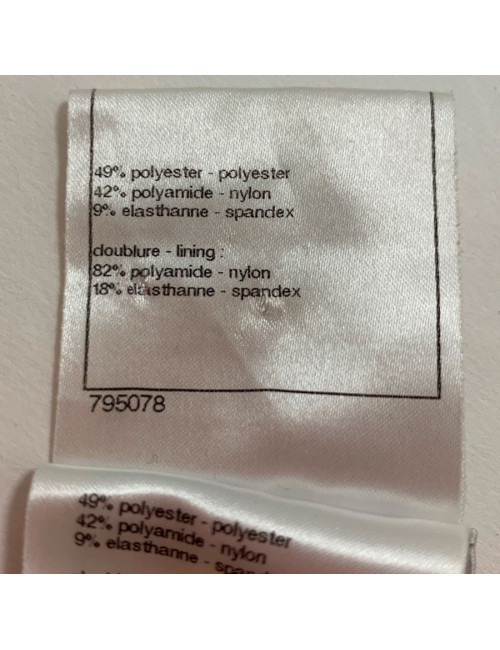 49% polyester - polyester
42% polyamide - nylon
9% elasthanne - spandex
doublure - lining :
82% polyamide - nylon
18% elasthanne - spandex
795078
49% polyester - polyester
42% polyamide - nylon
9% elasthanne - spandex